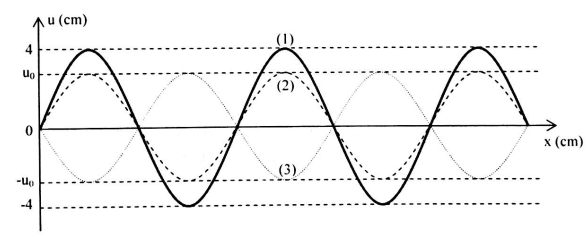 u (cm)
(1)
4
u₀
(2)
0
x (cm)
(3)
-u₀
-4